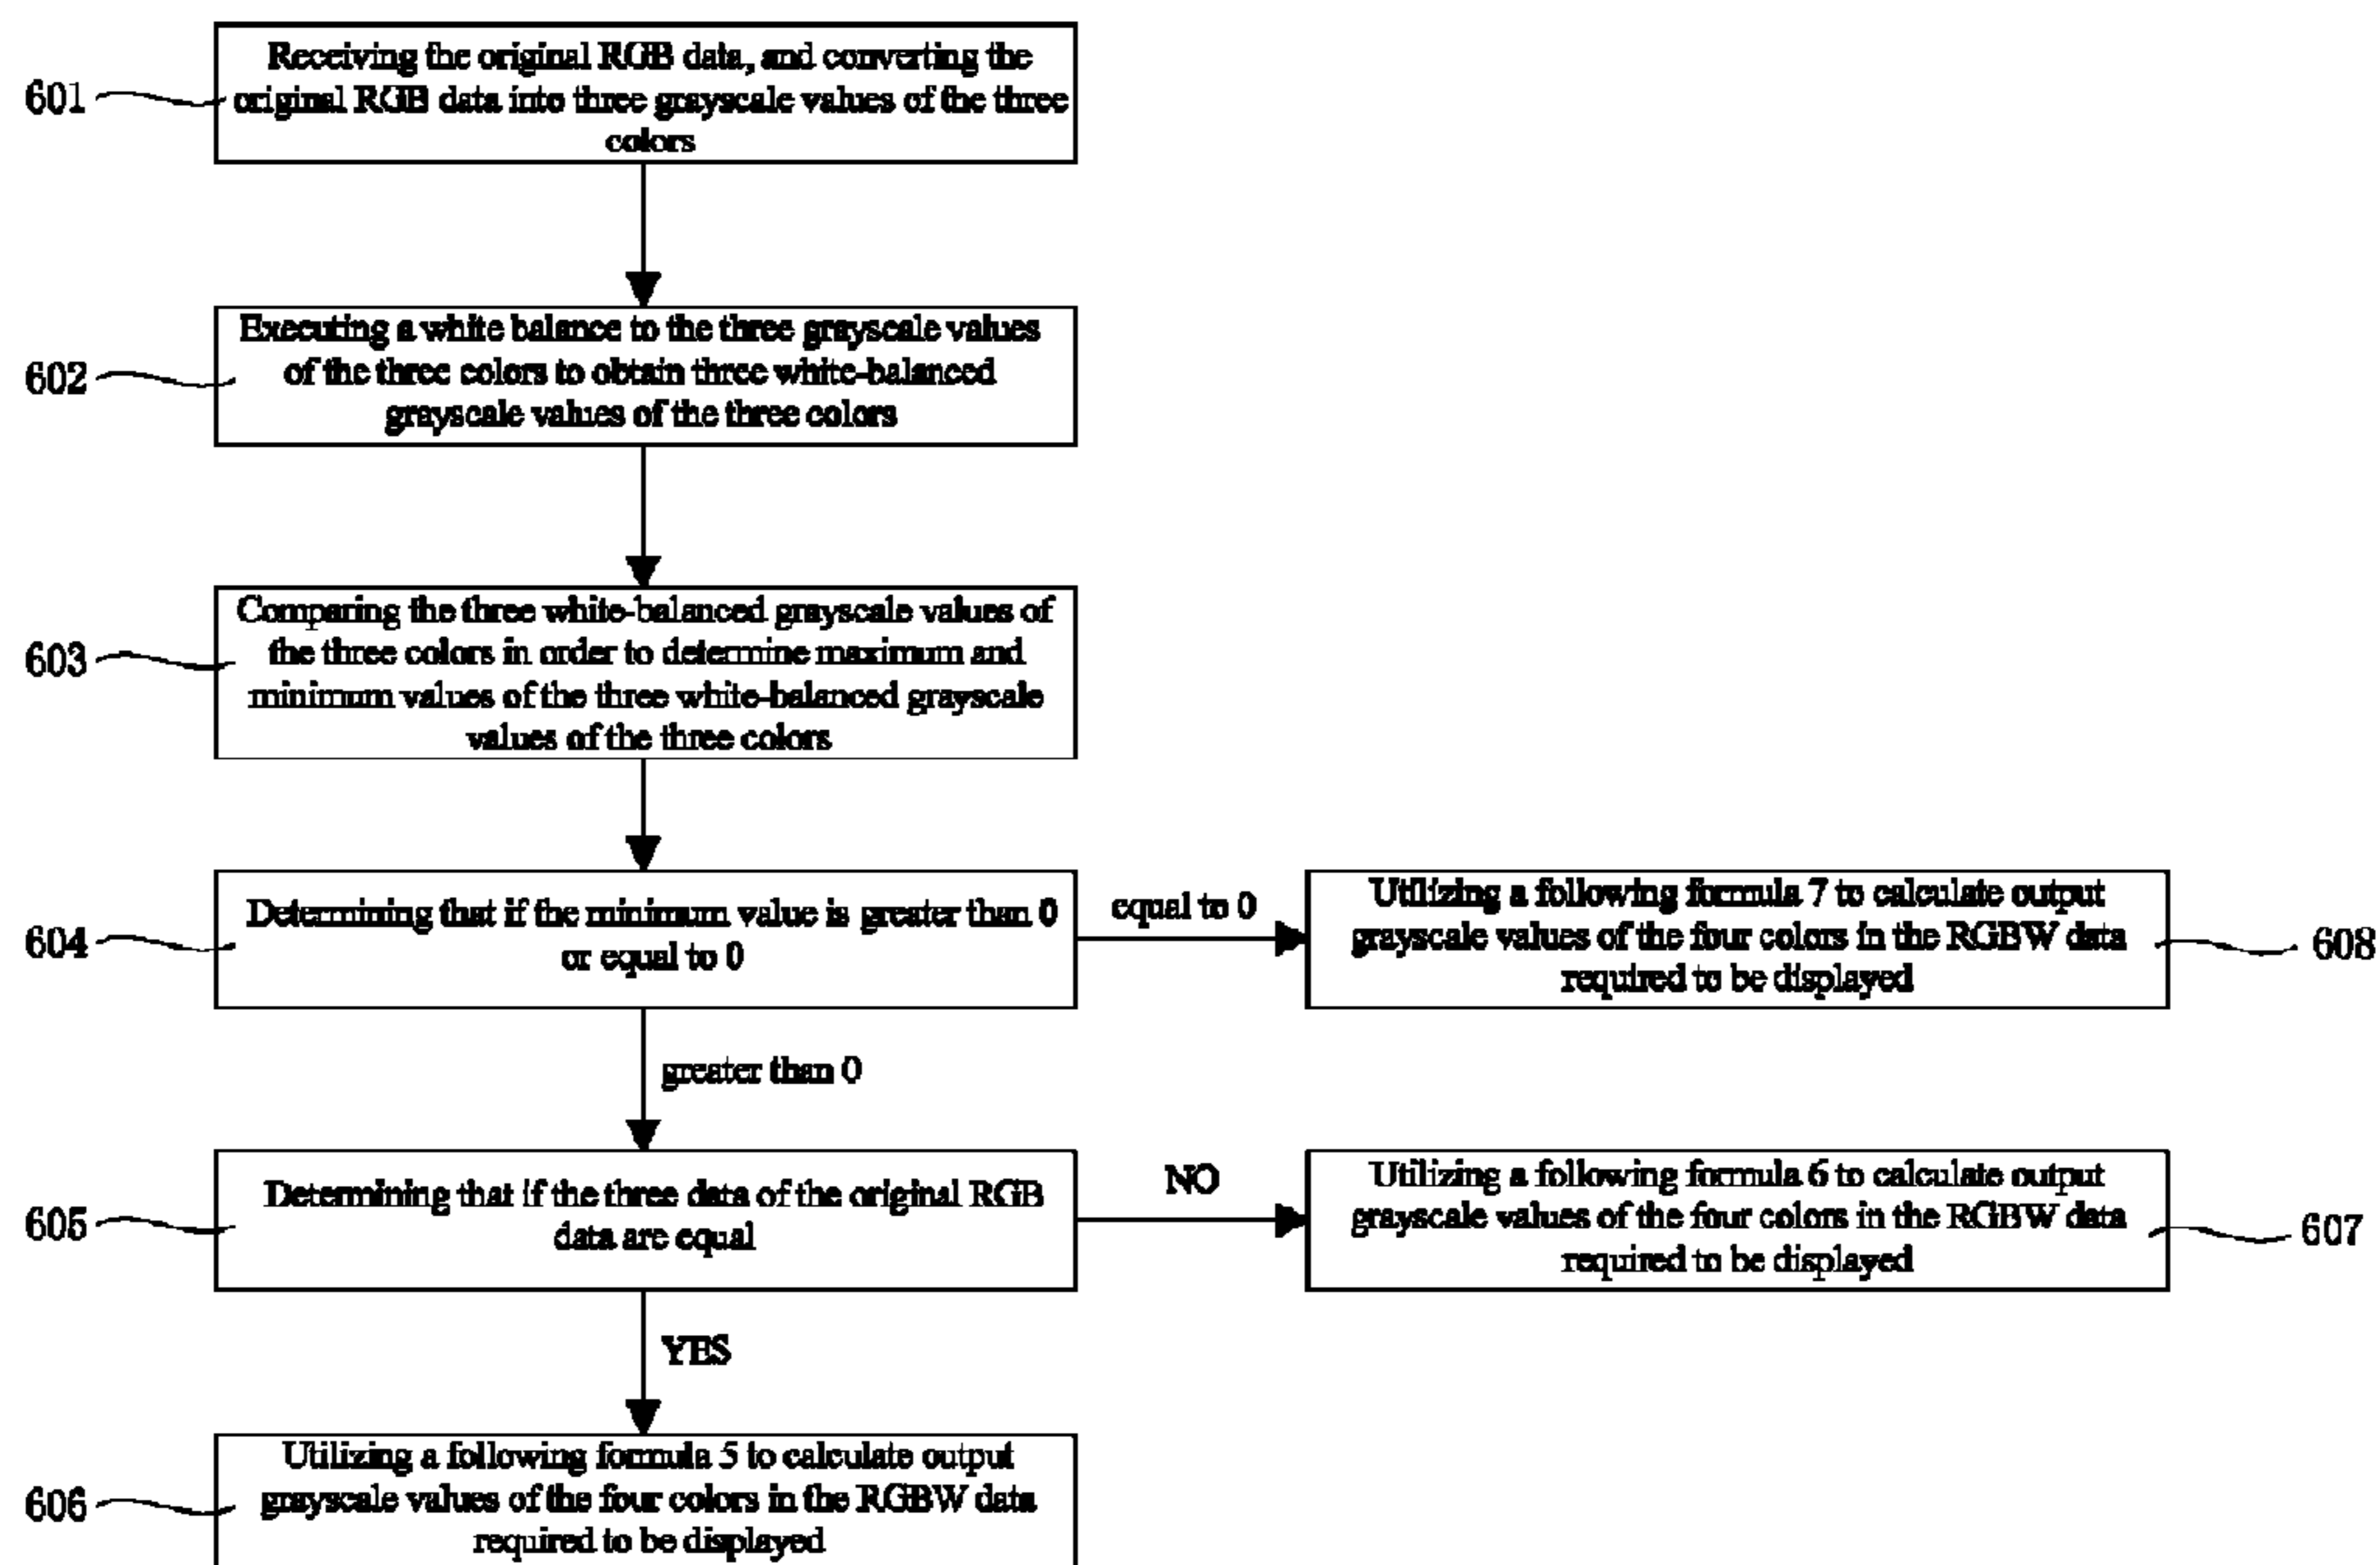 601
Receiving the original RGB data, and converting the
original RGB data into three grayscale values of the three
colors
602
Executing a white balance to the three grayscale values
of the three colors to obtain three white-balanced
grayscale values of the three colors
603
Comparing the three white-balanced grayscale values of
the three colors in order to determine maximum and
minimum values of the three white-balanced grayscale
values of the three colors
604
Determining that if the minimum value is greater than 0
or equal to 0
equal to 0
Utilizing a following formula 7 to calculate output
grayscale values of the four colors in the RGBW data
required to be displayed
608
greater than 0
605
Determining that if the three data of the original RGB
data are equal
NO
Utilizing a following formula 6 to calculate output
grayscale values of the four colors in the RGBW data
required to be displayed
607
YES
606
Utilizing a following formula 5 to calculate output
grayscale values of the four colors in the RGBW data
required to be displayed